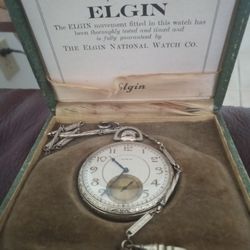 ELGIN
The ELGIN movement fitted in this watch has
been thoroughly tested and timed and
is fully guaranteed by
THE ELGIN NATIONAL WATCH CO.
Elgin
ELGIN